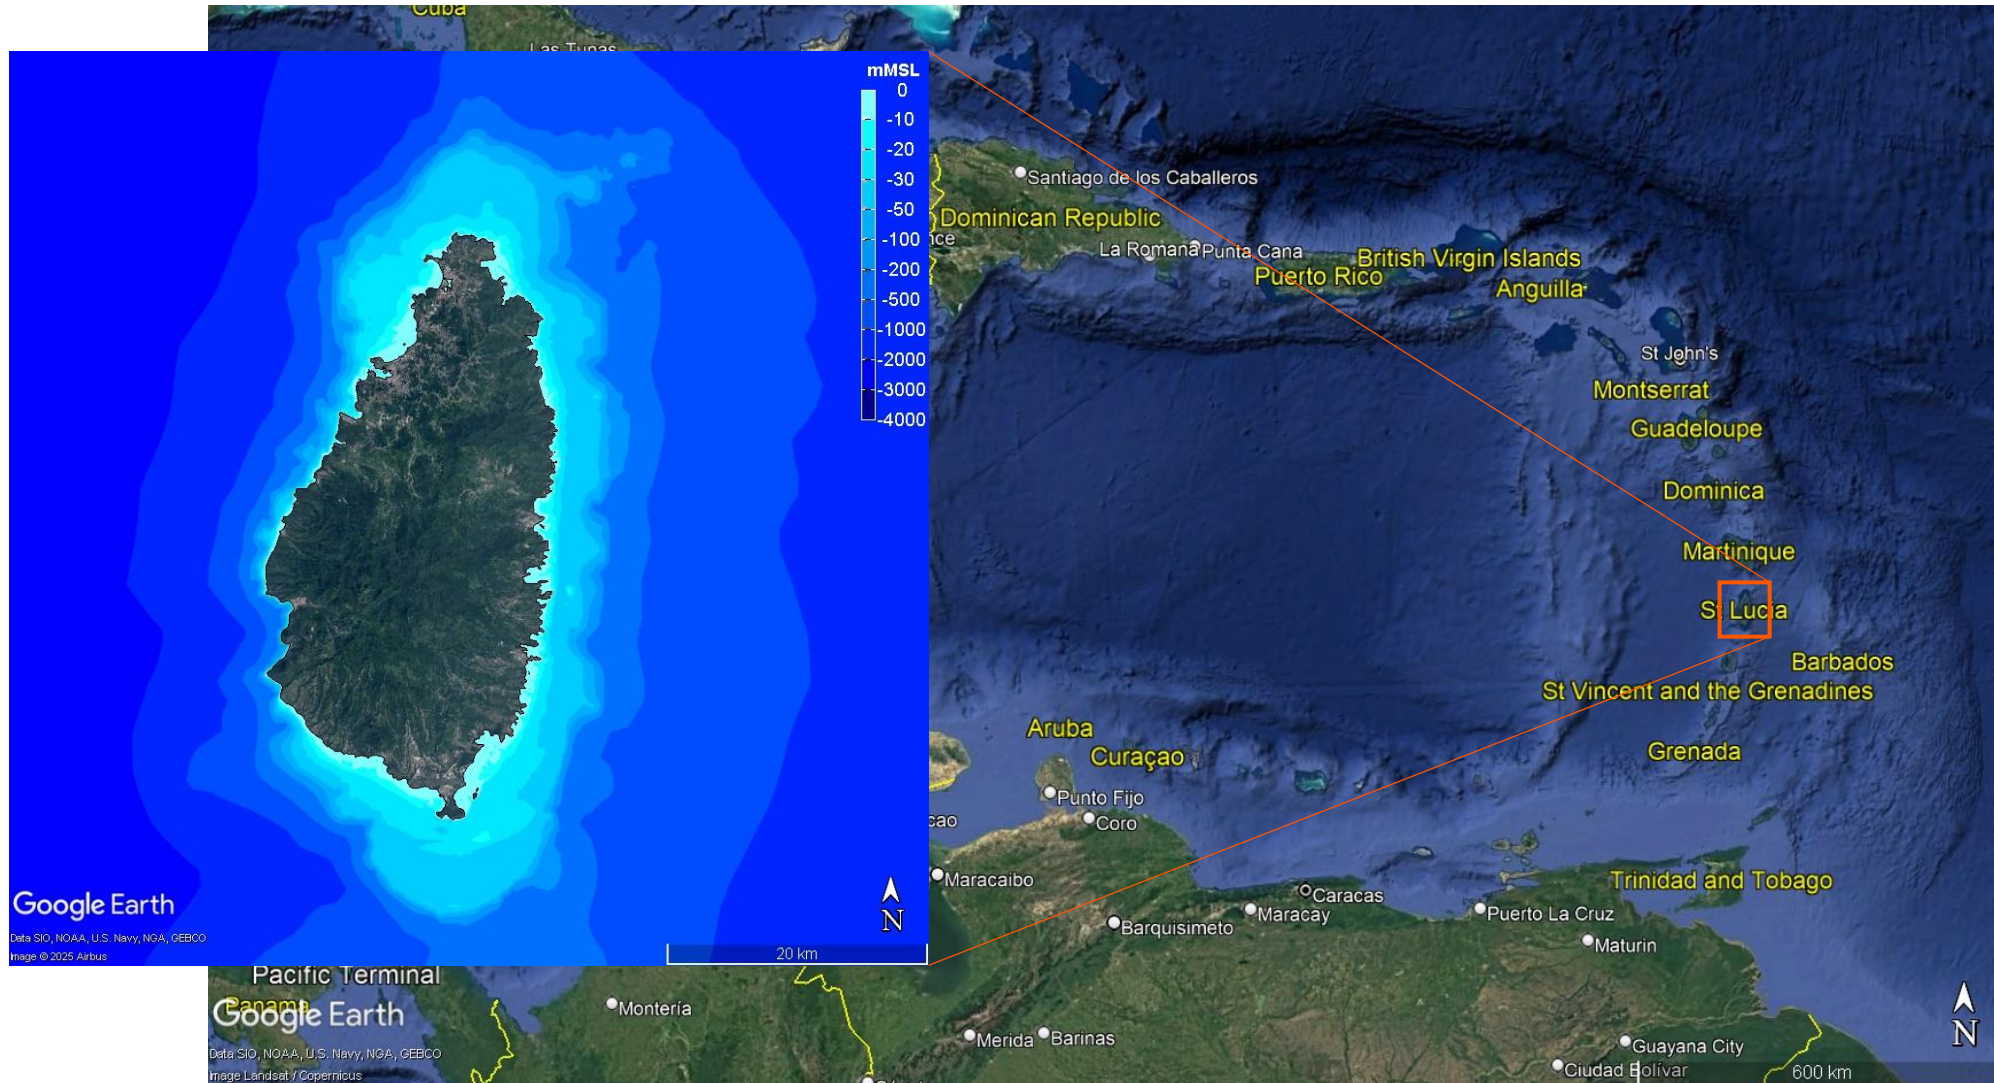 Cuba
Las Tunas
mMSL
0
-10
-20
-30
-50
-100
-200
-500
-1000
-2000
-3000
-4000
Google Earth
Data SIO, NOAA, U.S. Navy, NGA, GEBCO
Image © 2025 Airbus
N
20 km
Santiago de los Caballeros
Dominican Republic
nce
La Romana
Punta Cana
British Virgin Islands
Puerto Rico
Anguilla
St John's
Montserrat
Guadeloupe
Dominica
Martinique
St Lucia
Barbados
St Vincent and the Grenadines
Aruba
Grenada
Curaçao
Punto Fijo
cao
Coro
Maracaibo
Trinidad and Tobago
Caracas
Maracay
Puerto La Cruz
Barquisimeto
Maturin
Pacific Terminal
Panama
Google Earth
Montería
Merida
Barinas
Guayana City
N
Data SIO, NOAA, U.S. Navy, NGA, GEBCO
Image Landsat / Copernicus
Ciudad Bolívar
600 km